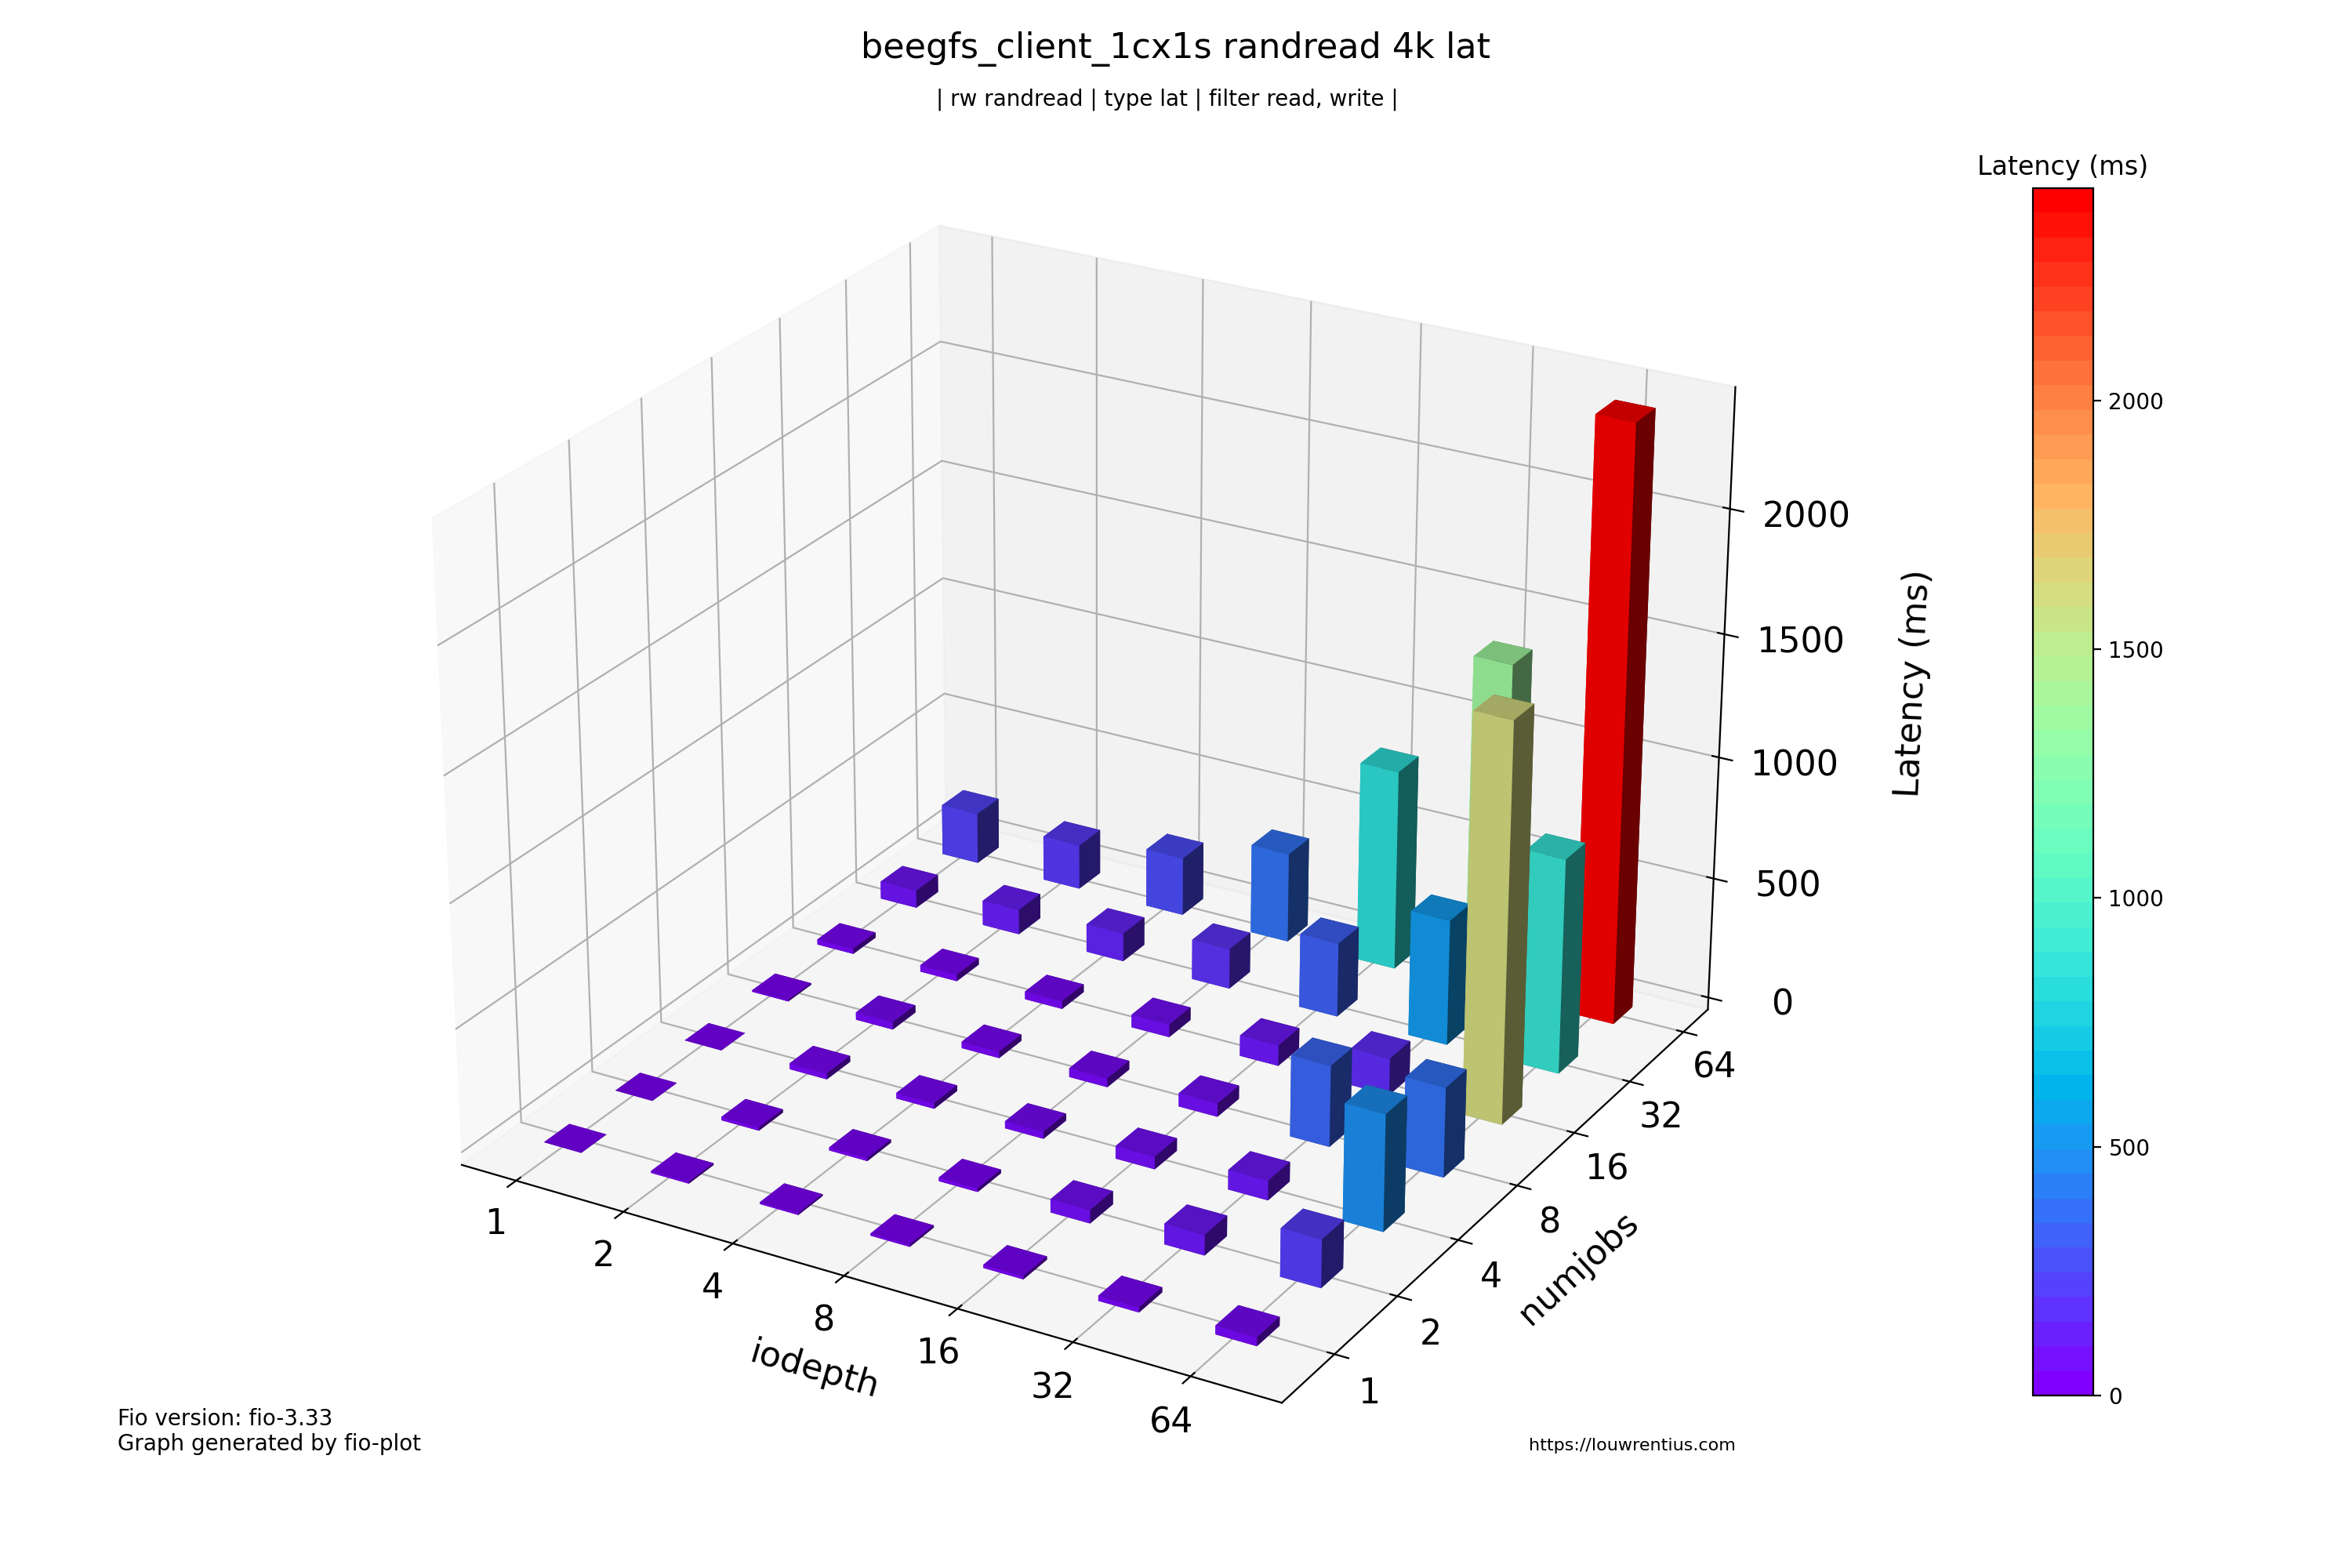 beegfs_client_1cx1s randread 4k lat
| rw randread | type lat | filter read, write |
Latency (ms)
2000
1500
1000
500
0
2000
1500
1000
500
0
Latency (ms)
64
32
16
8
4
2
1
numjobs
1
2
4
8
16
32
64
iodepth
Fio version: fio-3.33
Graph generated by fio-plot
https://louwrentius.com